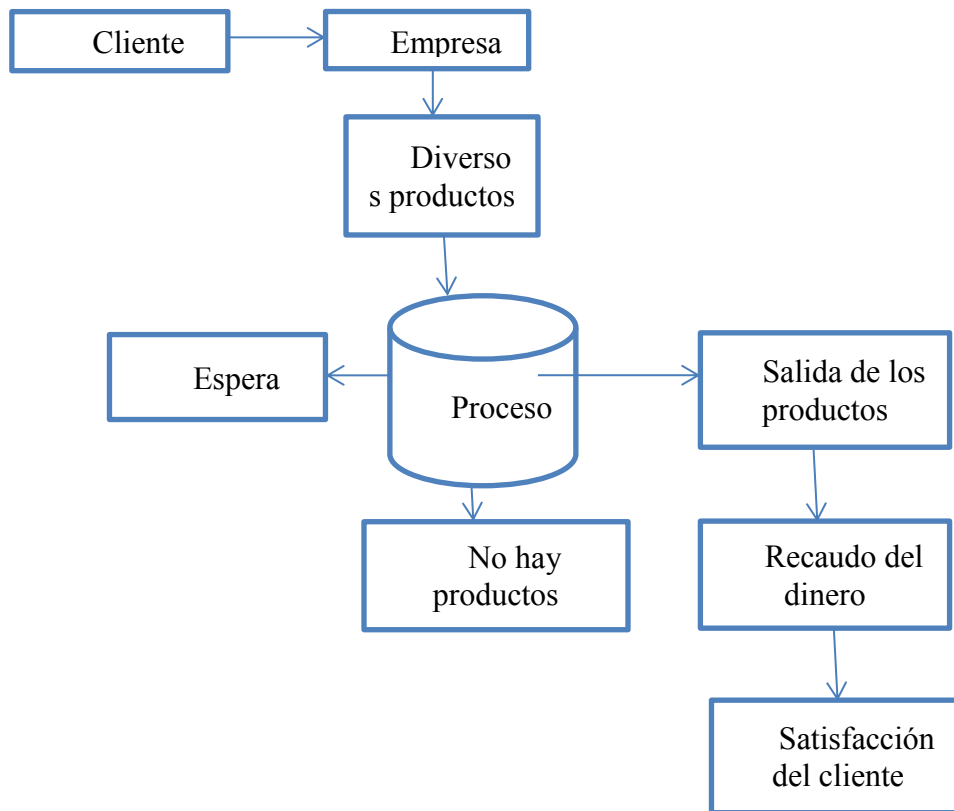 Cliente
Empresa
Diverso
s productos
Espera
Proceso
Salida de los
productos
No hay
productos
Recaudo del
dinero
Satisfacción
del cliente